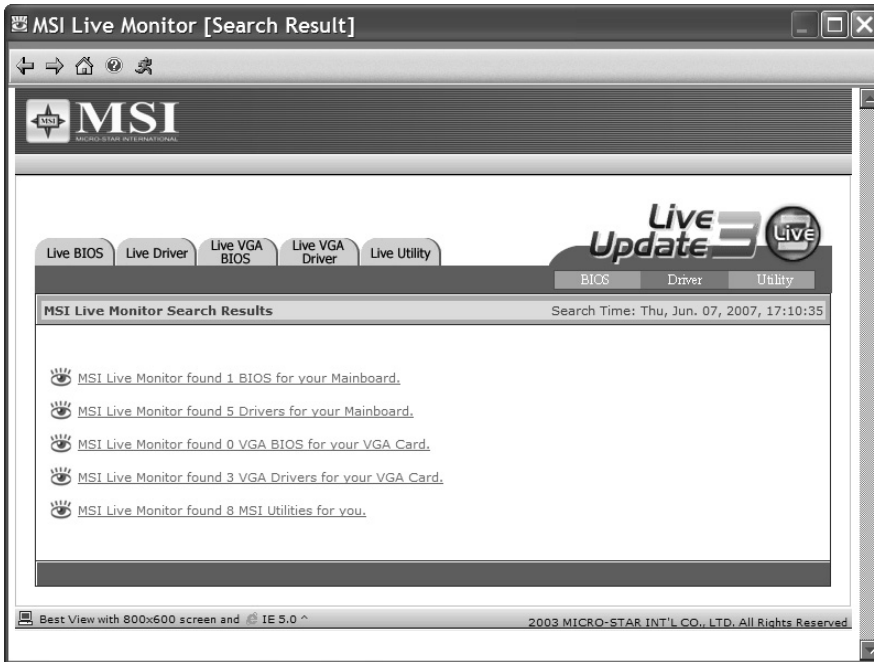 MSI Live Monitor [Search Result]
MSI
MSI
MICRO-STAR INTERNATIONAL
Live Update 3
Live
Live BIOS
Live Driver
Live VGA BIOS
Live VGA Driver
Live Utility
BIOS Driver Utility
MSI Live Monitor Search Results
Search Time: Thu, Jun. 07, 2007, 17:10:35
MSI Live Monitor found 1 BIOS for your Mainboard.
MSI Live Monitor found 5 Drivers for your Mainboard.
MSI Live Monitor found 0 VGA BIOS for your VGA Card.
MSI Live Monitor found 3 VGA Drivers for your VGA Card.
MSI Live Monitor found 8 MSI Utilities for you.
Best View with 800x600 screen and IE 5.0 ^
2003 MICRO-STAR INT'L CO., LTD. All Rights Reserved